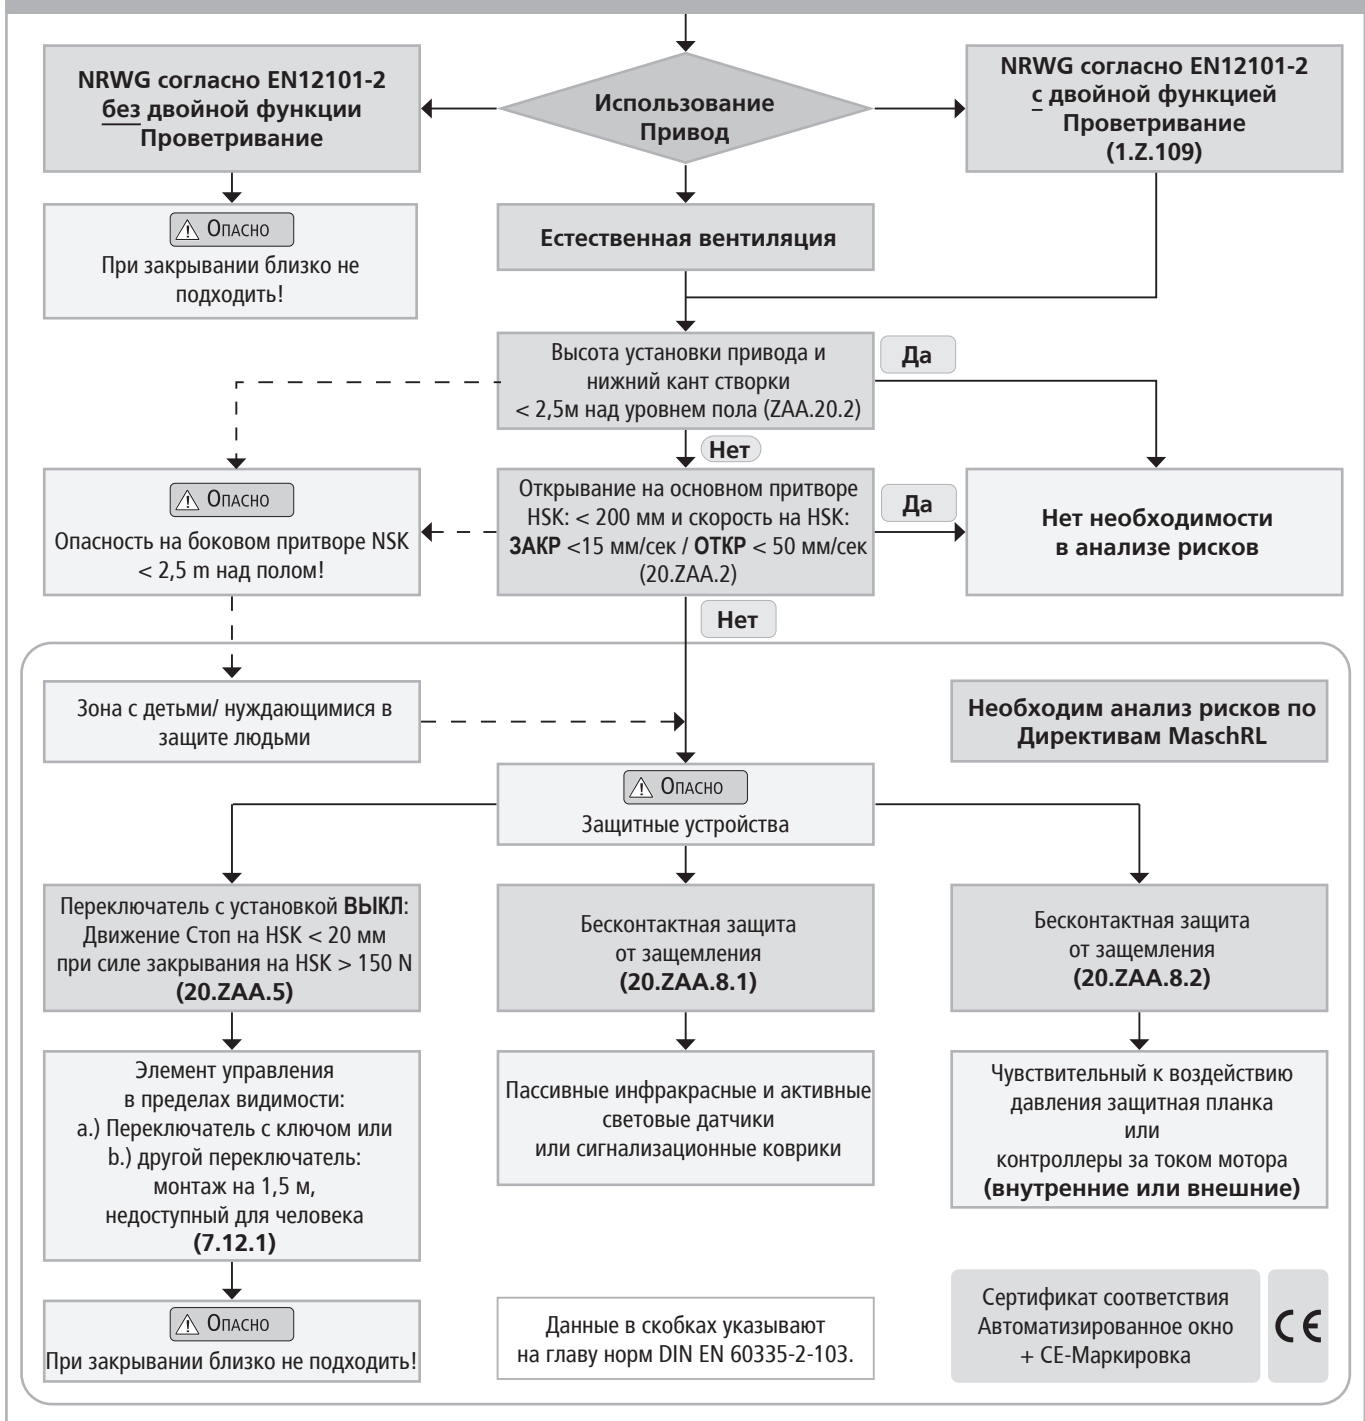 NRWG согласно EN12101-2
без двойной функции
Проветривание
Использование
Привод
NRWG согласно EN12101-2
с двойной функцией
Проветривание
(1.Z.109)
⚠ Опасно
При закрывании близко не
подходить!
Естественная вентиляция
Высота установки привода и
нижний кант створки
< 2,5м над уровнем пола (ZAA.20.2)
Да
Нет
⚠ Опасно
Опасность на боковом притворе NSK
< 2,5 m над полом!
Открывание на основном притворе
HSK: < 200 мм и скорость на HSK:
ЗАКР <15 мм/сек / ОТКР < 50 мм/сек
(20.ZAA.2)
Да
Нет необходимости
в анализе рисков
Нет
Зона с детьми/ нуждающимися в
защите людьми
Необходим анализ рисков по
Директивам MaschRL
⚠ Опасно
Защитные устройства
Переключатель с установкой ВЫКЛ:
Движение Стоп на HSK < 20 мм
при силе закрывания на HSK > 150 N
(20.ZAA.5)
Бесконтактная защита
от защемления
(20.ZAA.8.1)
Бесконтактная защита
от защемления
(20.ZAA.8.2)
Элемент управления
в пределах видимости:
a.) Переключатель с ключом или
b.) другой переключатель:
монтаж на 1,5 м,
недоступный для человека
(7.12.1)
Пассивные инфракрасные и активные
световые датчики
или сигнализационные коврики
Чувствительный к воздействию
давления защитная планка
или
контроллеры за током мотора
(внутренние или внешние)
⚠ Опасно
При закрывании близко не подходить!
Данные в скобках указывают
на главу норм DIN EN 60335-2-103.
Сертификат соответствия
Автоматизированное окно
+ CE-Маркировка
CE